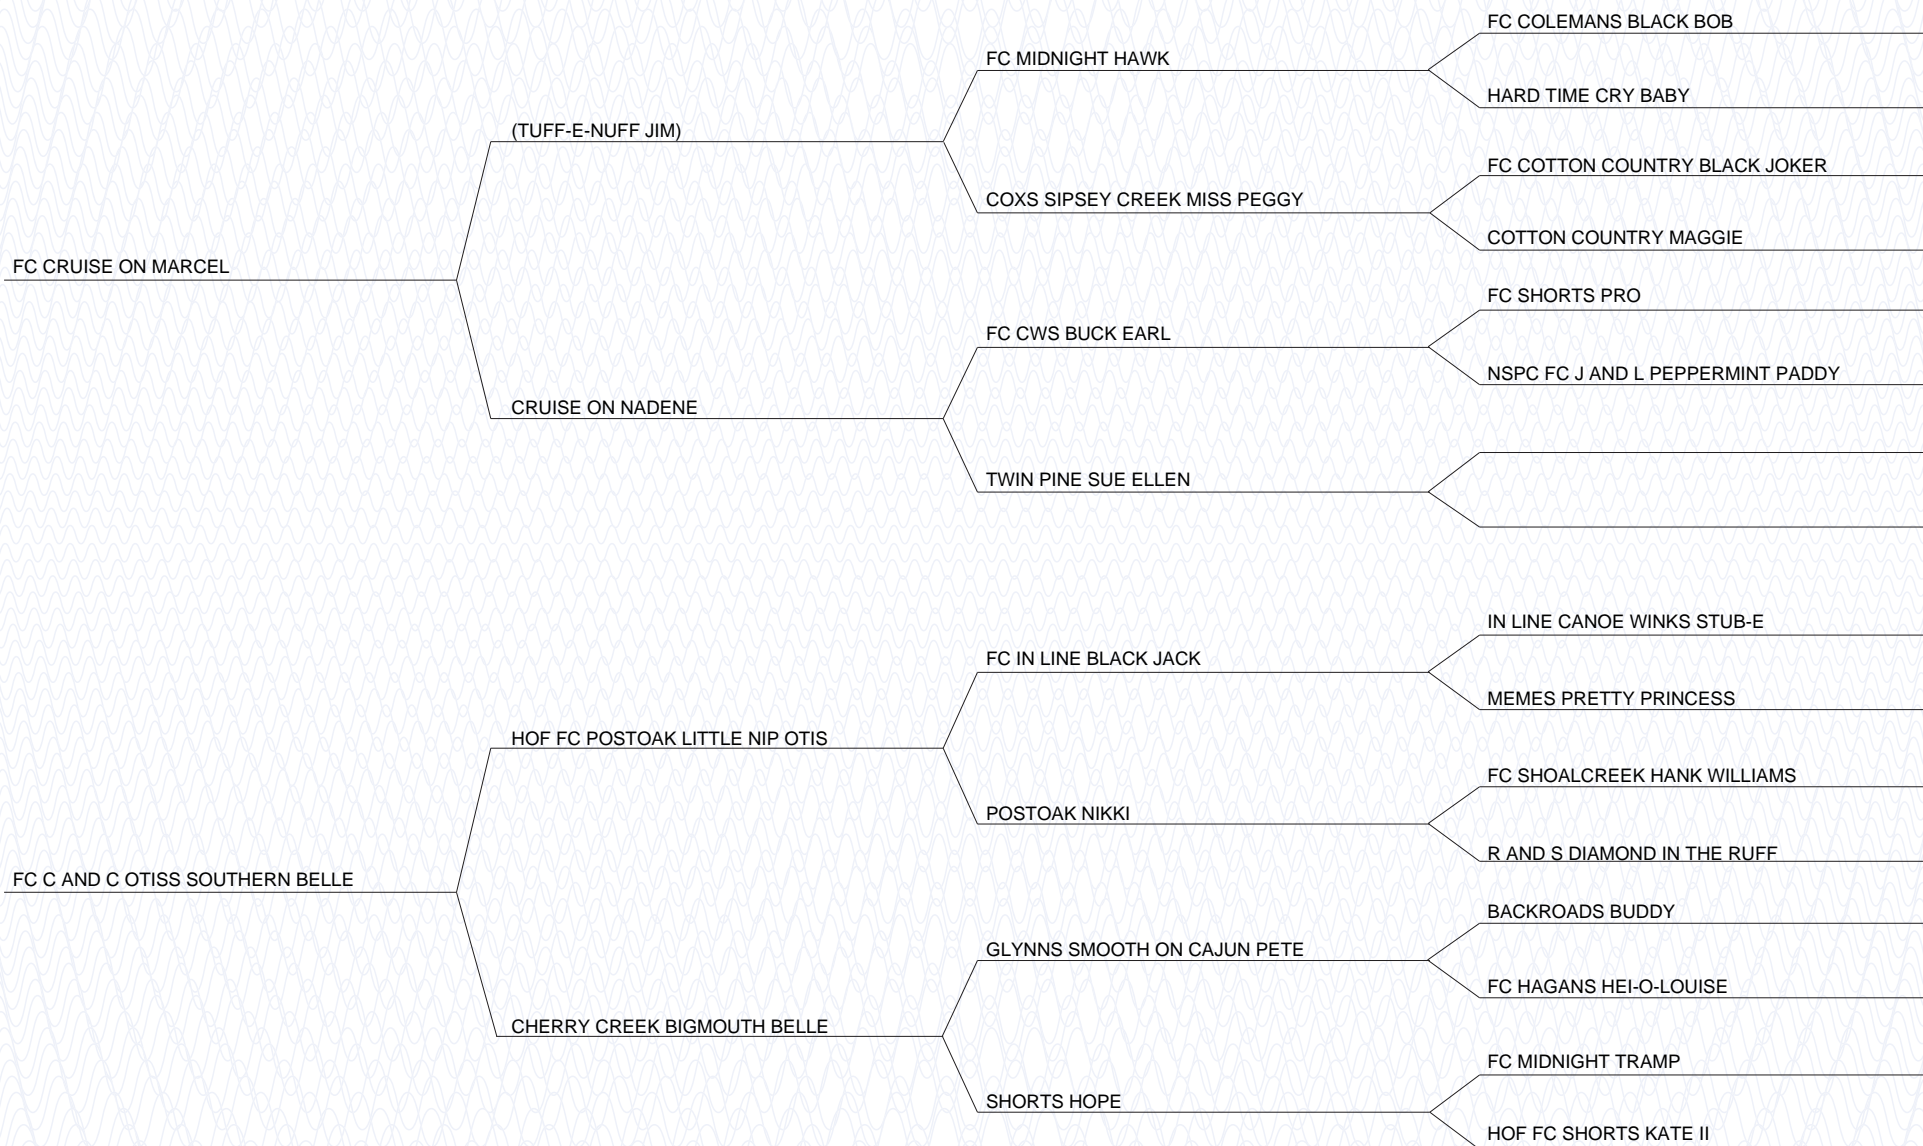 FC COLEMANS BLACK BOB
FC MIDNIGHT HAWK
HARD TIME CRY BABY
(TUFF-E-NUFF JIM)
FC COTTON COUNTRY BLACK JOKER
COXS SIPSEY CREEK MISS PEGGY
COTTON COUNTRY MAGGIE
FC CRUISE ON MARCEL
FC SHORTS PRO
FC CWS BUCK EARL
NSPC FC J AND L PEPPERMINT PADDY
CRUISE ON NADENE
TWIN PINE SUE ELLEN
IN LINE CANOE WINKS STUB-E
FC IN LINE BLACK JACK
MEMES PRETTY PRINCESS
HOF FC POSTOAK LITTLE NIP OTIS
FC SHOALCREEK HANK WILLIAMS
POSTOAK NIKKI
R AND S DIAMOND IN THE RUFF
FC C AND C OTISS SOUTHERN BELLE
BACKROADS BUDDY
GLYNNS SMOOTH ON CAJUN PETE
FC HAGANS HEI-O-LOUISE
CHERRY CREEK BIGMOUTH BELLE
FC MIDNIGHT TRAMP
SHORTS HOPE
HOF FC SHORTS KATE II